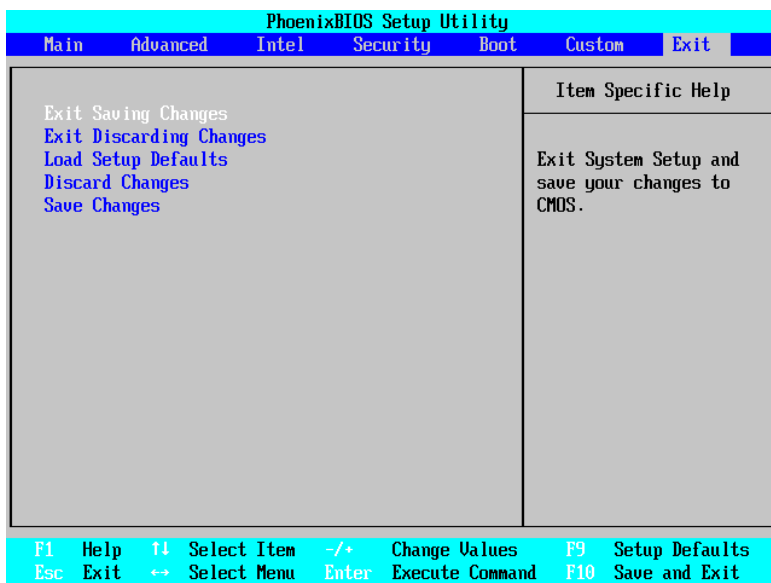 PhoenixBIOS Setup Utility
Main Advanced Intel Security Boot Custom Exit
Exit Saving Changes
Exit Discarding Changes
Load Setup Defaults
Discard Changes
Save Changes
Item Specific Help
Exit System Setup and
save your changes to
CMOS.
F1 Help ↑↓ Select Item -/+ Change Values F9 Setup Defaults
Esc Exit ↔ Select Menu Enter Execute Command F10 Save and Exit